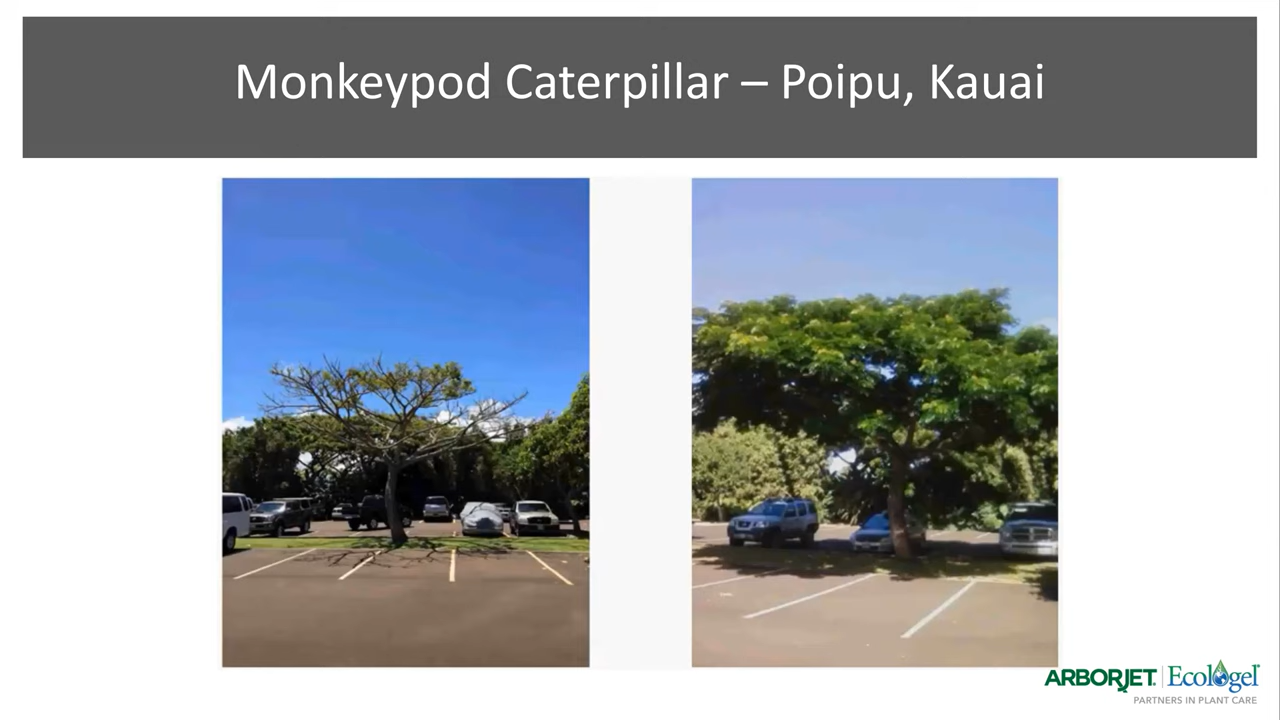 Monkeypod Caterpillar – Poipu, Kauai
ARBORJET | Ecologel
PARTNERS IN PLANT CARE